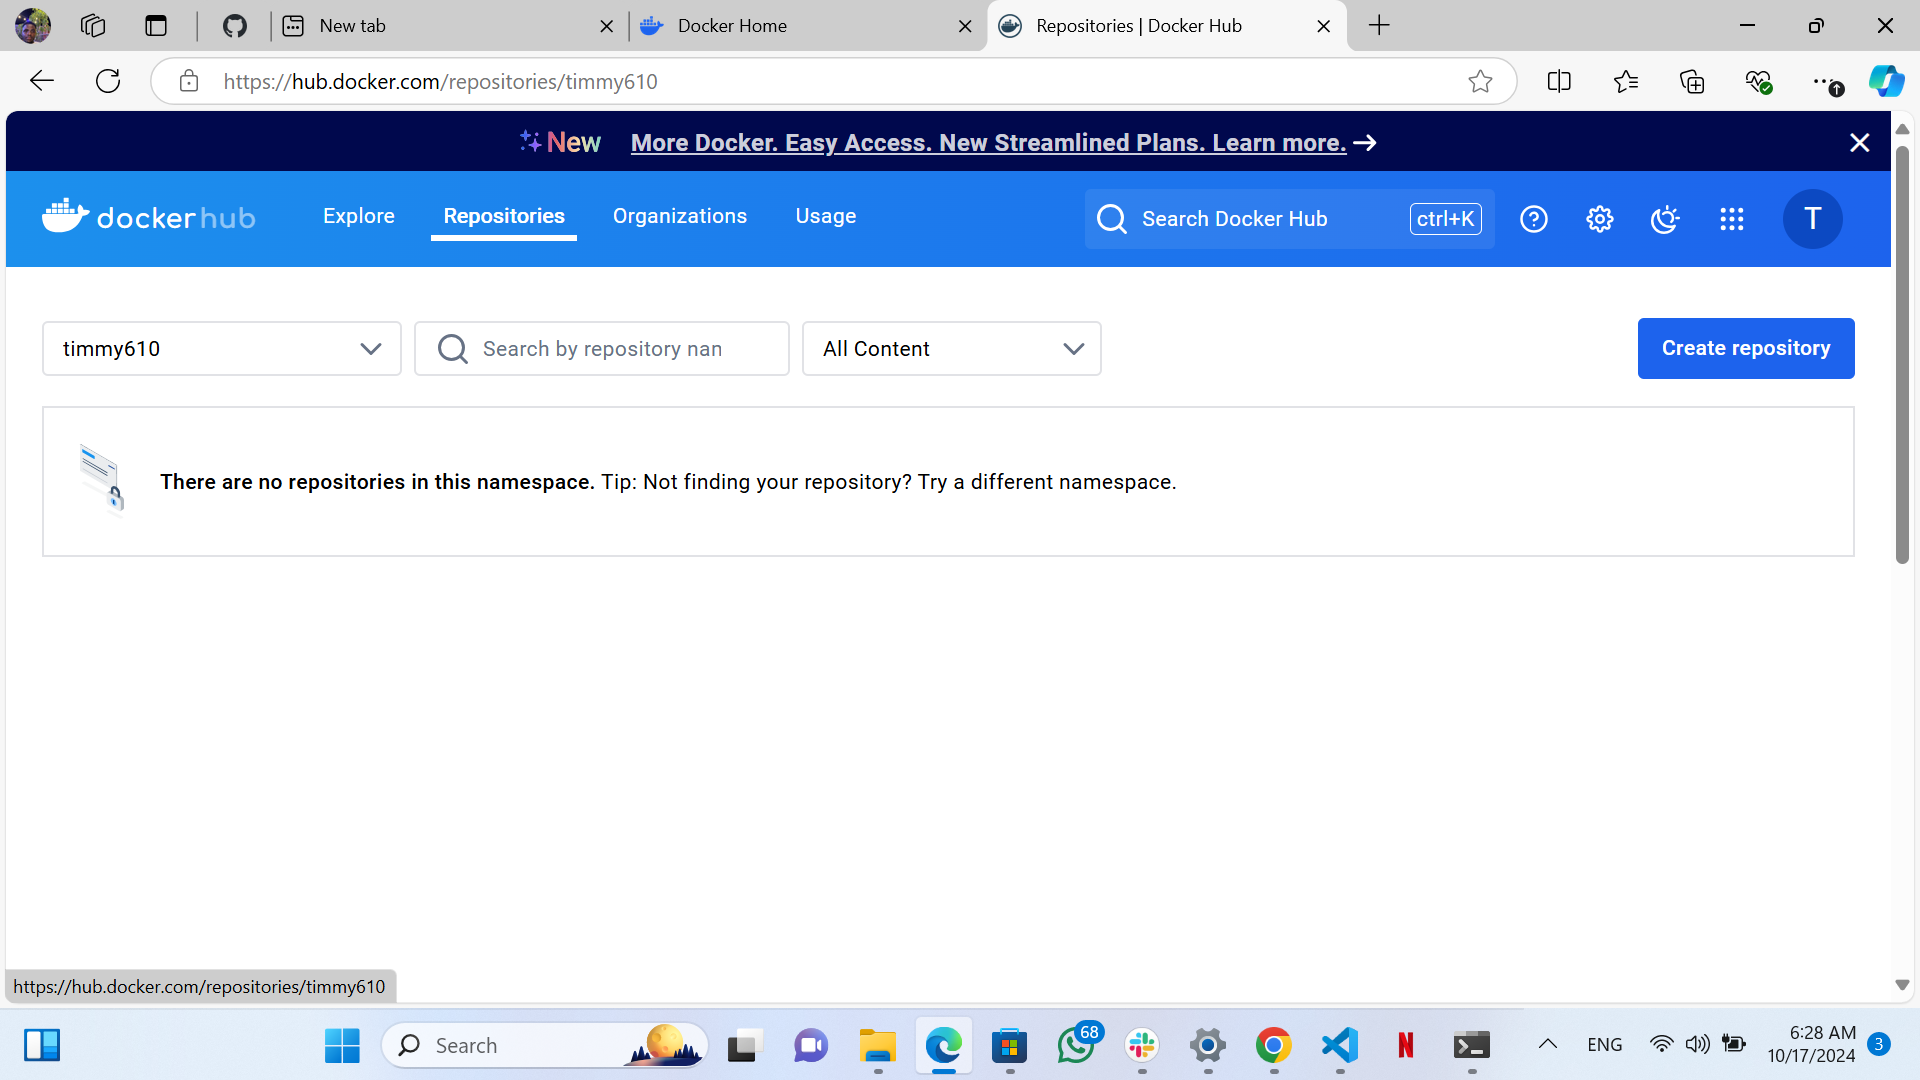 New tab
Docker Home
Repositories | Docker Hub
https://hub.docker.com/repositories/timmy610
New More Docker. Easy Access. New Streamlined Plans. Learn more. →
docker hub
Explore
Repositories
Organizations
Usage
Search Docker Hub
ctrl+K
T
timmy610
Search by repository nan
All Content
Create repository
There are no repositories in this namespace. Tip: Not finding your repository? Try a different namespace.
https://hub.docker.com/repositories/timmy610
Search
68
N
ENG
6:28 AM
10/17/2024
3